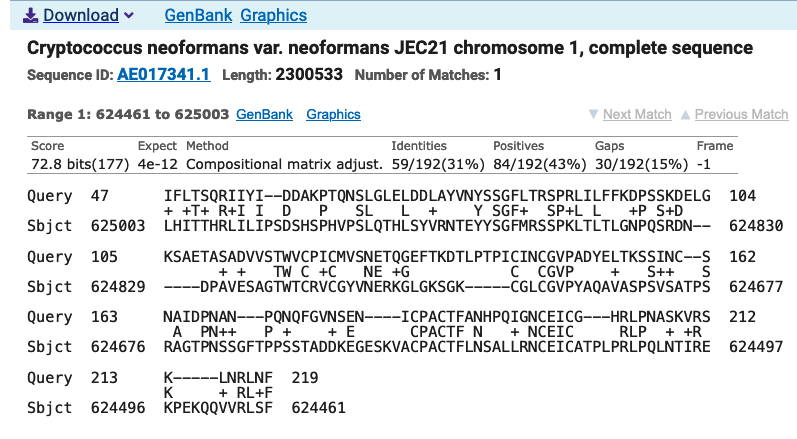 Download GenBank Graphics
Cryptococcus neoformans var. neoformans JEC21 chromosome 1, complete sequence
Sequence ID: AE017341.1 Length: 2300533 Number of Matches: 1
Range 1: 624461 to 625003 GenBank Graphics Next Match Previous Match
Score Expect Method Identities Positives Gaps Frame
72.8 bits(177) 4e-12 Compositional matrix adjust. 59/192(31%) 84/192(43%) 30/192(15%) -1
Query  47      IFLTSQRIIYI--DDAKPTQNSLGLELDDLAYVNYSSGFLTRSPRLILFFKDPSSKDELG  104
               + +T+ R+I I  D   P   SL   L  +    Y SGF+  SP+L L   +P S+D
Sbjct  625003  LHITTHRLILIPSDSHSPHVPSLQTHLSYVRNTEYYSGFMRSSPKLTLTLGNPQSRDN--  624830
Query  105     KSAETASADVVSTWVCPICMVSNETQGEFTKDTLPTPICINCGVPADYELTKSSINC--S  162
                     + +   TW C +C   NE +G            C  CGVP    +   S++   S
Sbjct  624829  ----DPAVESAGTWTCRVCGYVNERKGLGKSGK-----CGLCGVPYAQAVASPSVSATPS  624677
Query  163     NAIDPNAN---PQNQFGVNSEN----ICPACTFANHPQIGNCEICG---HRLPNASKVRS  212
                A  PN++   P +    + E      CPACTF N   + NCEIC    RLP  + +R
Sbjct  624676  RAGTPNSSGFTPPSSTADDKEGESKVACPACTFLNSALLRNCEICATPLPRLPQLNTIRE  624497
Query  213     K-----LNRLNF  219
               K     + RL+F
Sbjct  624496  KPEKQQVVRLSF  624461